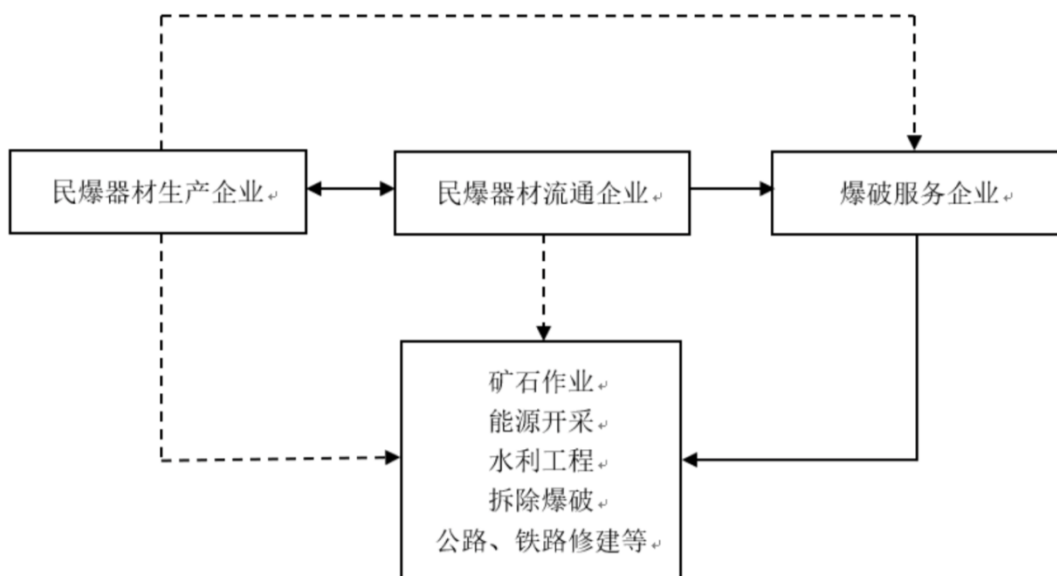 民爆器材生产企业
民爆器材流通企业
爆破服务企业
矿石作业
能源开采
水利工程
拆除爆破
公路、铁路修建等